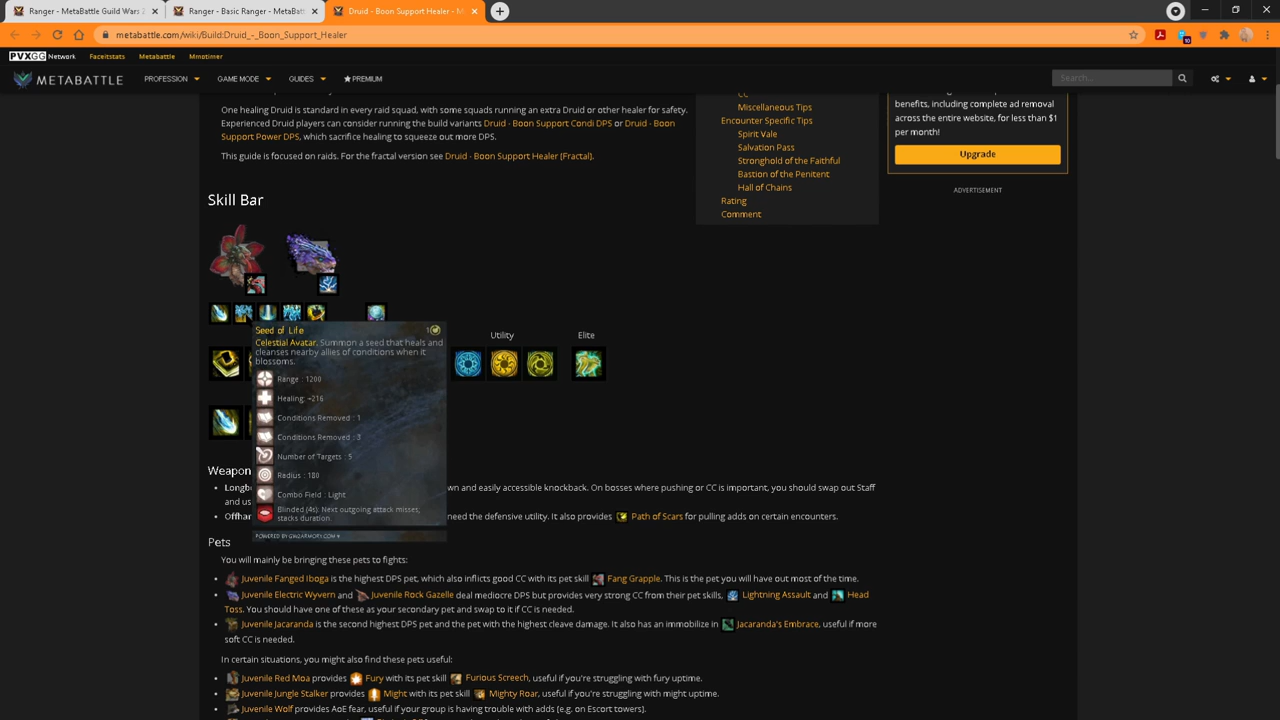 Ranger - MetaBattle Guild Wars 2
Ranger - Basic Ranger - MetaBatt
Druid - Boon Support Healer - M
metabattle.com/wiki/Build:Druid_-_Boon_Support_Healer
10
PVXGG Network Faceitstats Metabattle Mmotimer
METABATTLE PROFESSION GAME MODE GUIDES PREMIUM Search...
CC
Miscellaneous Tips
Encounter Specific Tips
Spirit Vale
Salvation Pass
Stronghold of the Faithful
Bastion of the Penitent
Hall of Chains
Rating
Comment
benefits, including complete ad removal
across the entire website, for less than $1
per month!
Upgrade
ADVERTISEMENT
One healing Druid is standard in every raid squad, with some squads running an extra Druid or other healer for safety.
Experienced Druid players can consider running the build variants Druid - Boon Support Condi DPS or Druid - Boon
Support Power DPS, which sacrifice healing to squeeze out more DPS.
This guide is focused on raids. For the fractal version see Druid - Boon Support Healer (Fractal).
Skill Bar
Utility Elite
Seed of Life 1
Celestial Avatar. Summon a seed that heals and
cleanses nearby allies of conditions when it
blossoms.
Range : 1200
Healing: +216
Conditions Removed : 1
Conditions Removed : 3
Number of Targets : 5
Radius : 180
Combo Field : Light
Blinded (4s): Next outgoing attack misses,
stacks duration.
POWERED BY GW2ARMORY.COM
Weapon
Longb own and easily accessible knockback. On bosses where pushing or CC is important, you should swap out Staff
and us
Offhan need the defensive utility. It also provides Path of Scars for pulling adds on certain encounters.
Pets
You will mainly be bringing these pets to fights:
Juvenile Fanged Iboga is the highest DPS pet, which also inflicts good CC with its pet skill Fang Grapple. This is the pet you will have out most of the time.
Juvenile Electric Wyvern and Juvenile Rock Gazelle deal mediocre DPS but provides very strong CC from their pet skills, Lightning Assault and Head
Toss. You should have one of these as your secondary pet and swap to it if CC is needed.
Juvenile Jacaranda is the second highest DPS pet and the pet with the highest cleave damage. It also has an immobilize in Jacaranda's Embrace, useful if more
soft CC is needed.
In certain situations, you might also find these pets useful:
Juvenile Red Moa provides Fury with its pet skill Furious Screech, useful if you're struggling with fury uptime.
Juvenile Jungle Stalker provides Might with its pet skill Mighty Roar, useful if you're struggling with might uptime.
Juvenile Wolf provides AoE fear, useful if your group is having trouble with adds (e.g. on Escort towers).